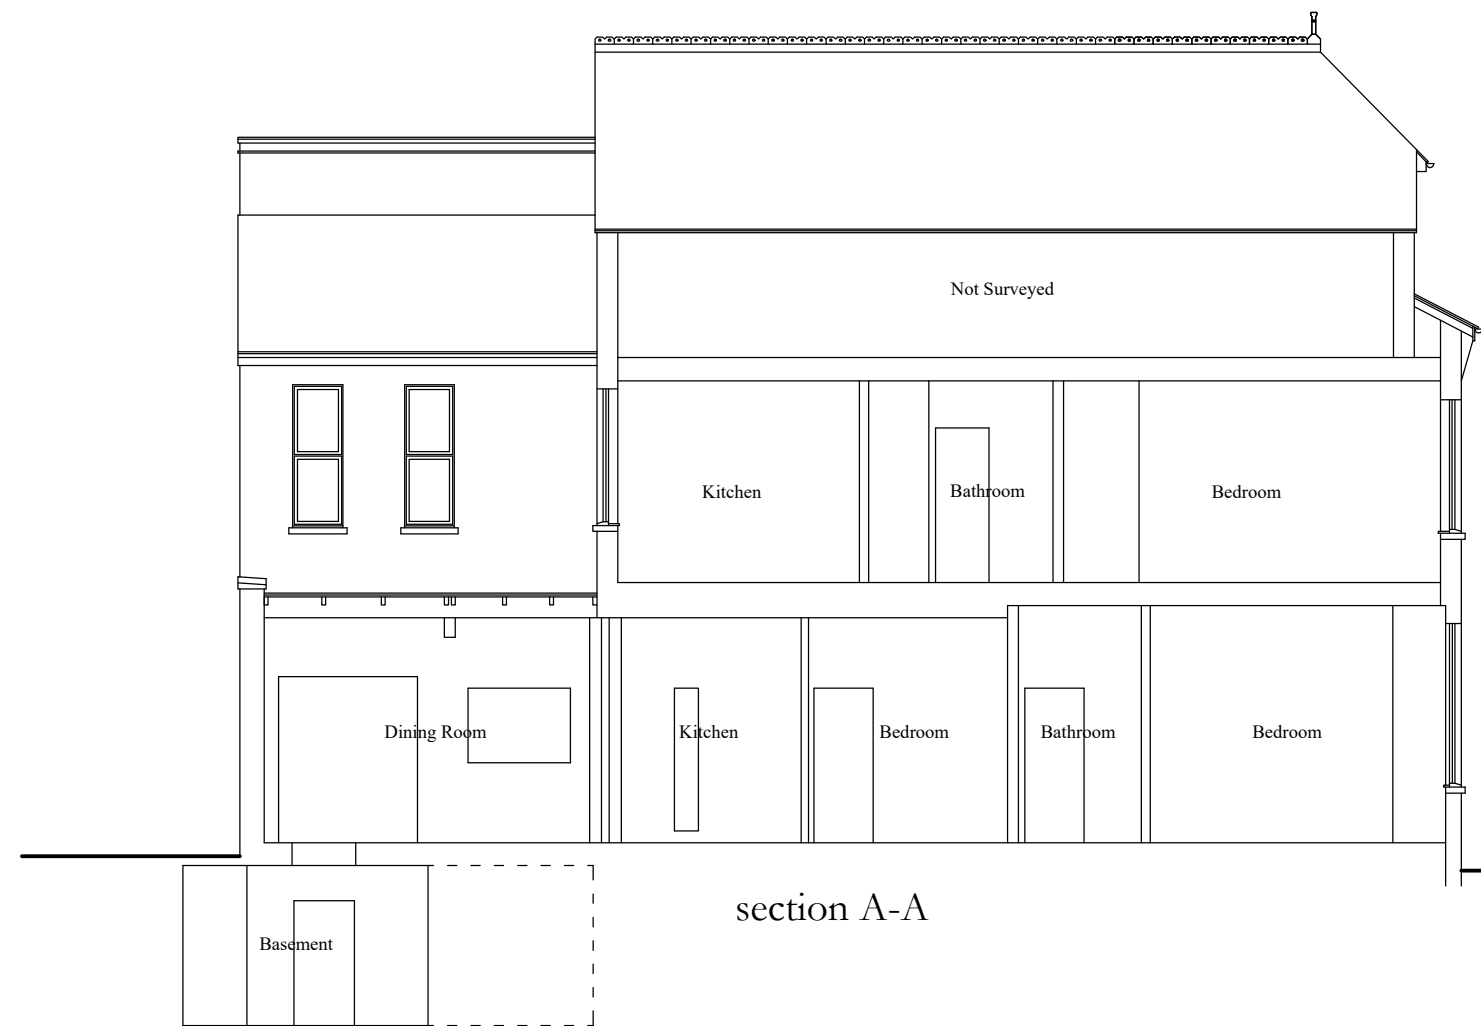 Not Surveyed
Kitchen
Bathroom
Bedroom
Dining Room
Kitchen
Bedroom
Bathroom
Bedroom
section A-A
Basement